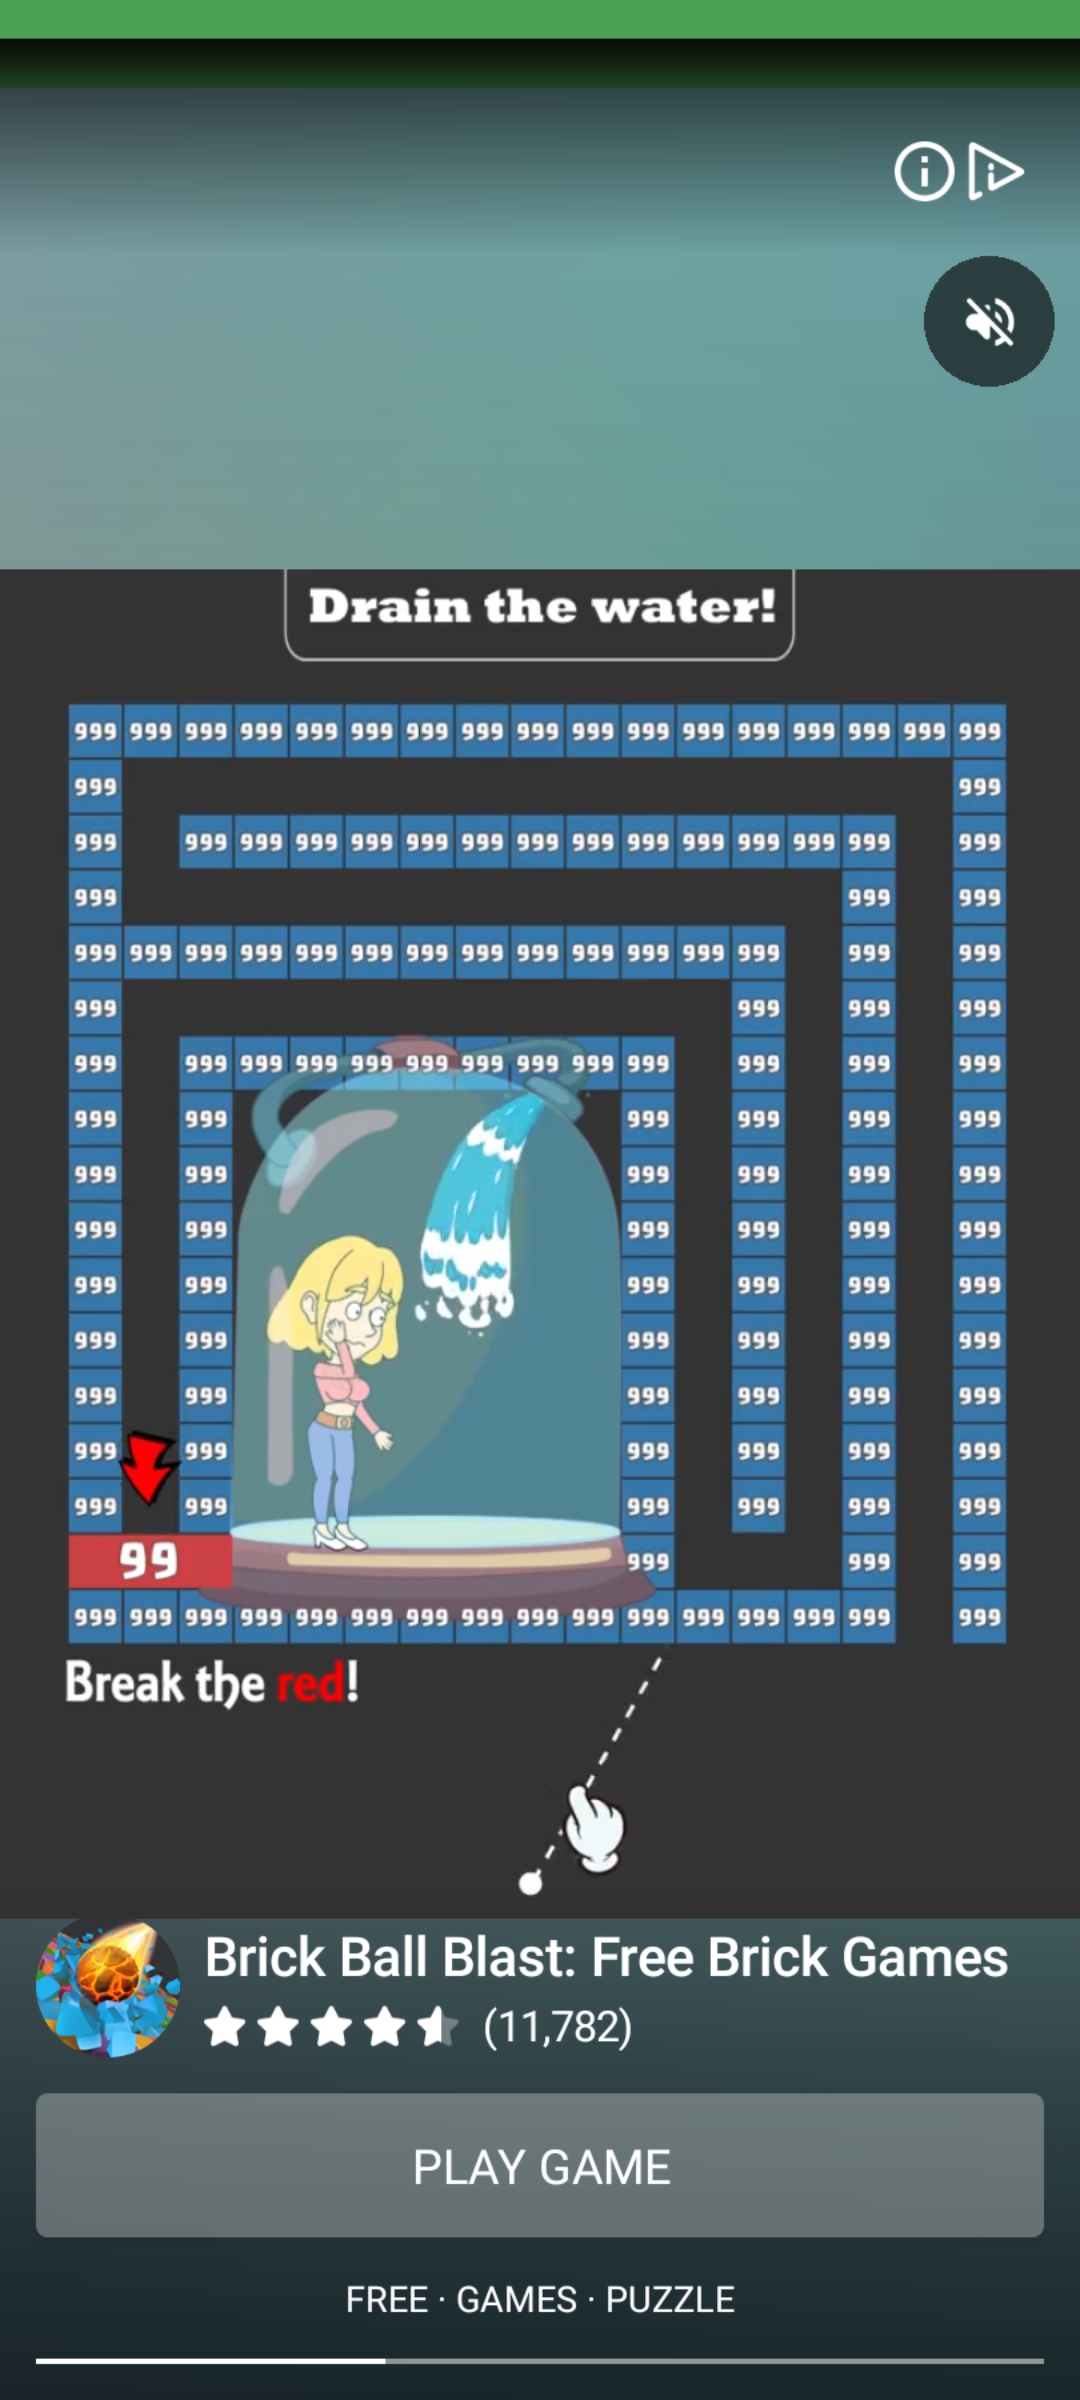 Drain the water!
999 999 999 999 999 999 999 999 999 999 999 999 999 999 999 999 999
999 999
999 999 999 999 999 999 999 999 999 999 999 999 999 999 999
999 999 999
999 999 999 999 999 999 999 999 999 999 999 999 999 999 999
999 999 999 999
999 999 999 999 999 999 999 999 999 999 999 999 999
999 999 999 999 999 999
999 999 999 999 999 999
999 999 999 999 999 999
999 999 999 999 999 999
999 999 999 999 999 999
999 999 999 999 999 999
999 999 999 999 999 999
999 999 999 999 999 999
99 999 999 999
999 999 999 999 999 999 999 999 999 999 999 999 999 999 999 999
Break the red!
Brick Ball Blast: Free Brick Games
(11,782)
PLAY GAME
FREE · GAMES · PUZZLE